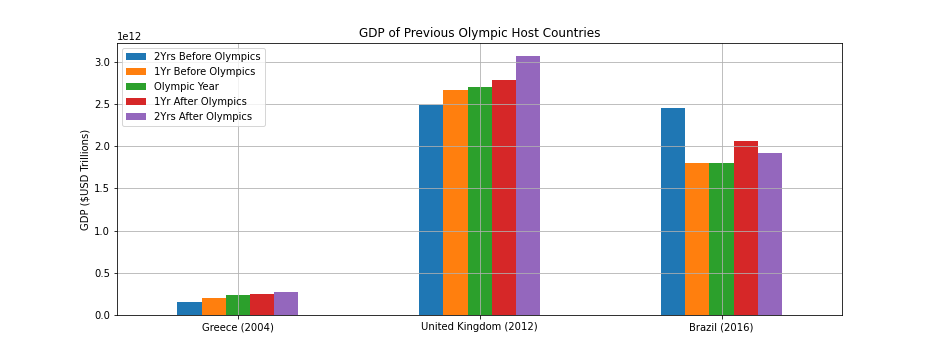 GDP of Previous Olympic Host Countries
1e12
2Yrs Before Olympics
1Yr Before Olympics
Olympic Year
1Yr After Olympics
2Yrs After Olympics
GDP ($USD Trillions)
3.0
2.5
2.0
1.5
1.0
0.5
0.0
Greece (2004)
United Kingdom (2012)
Brazil (2016)